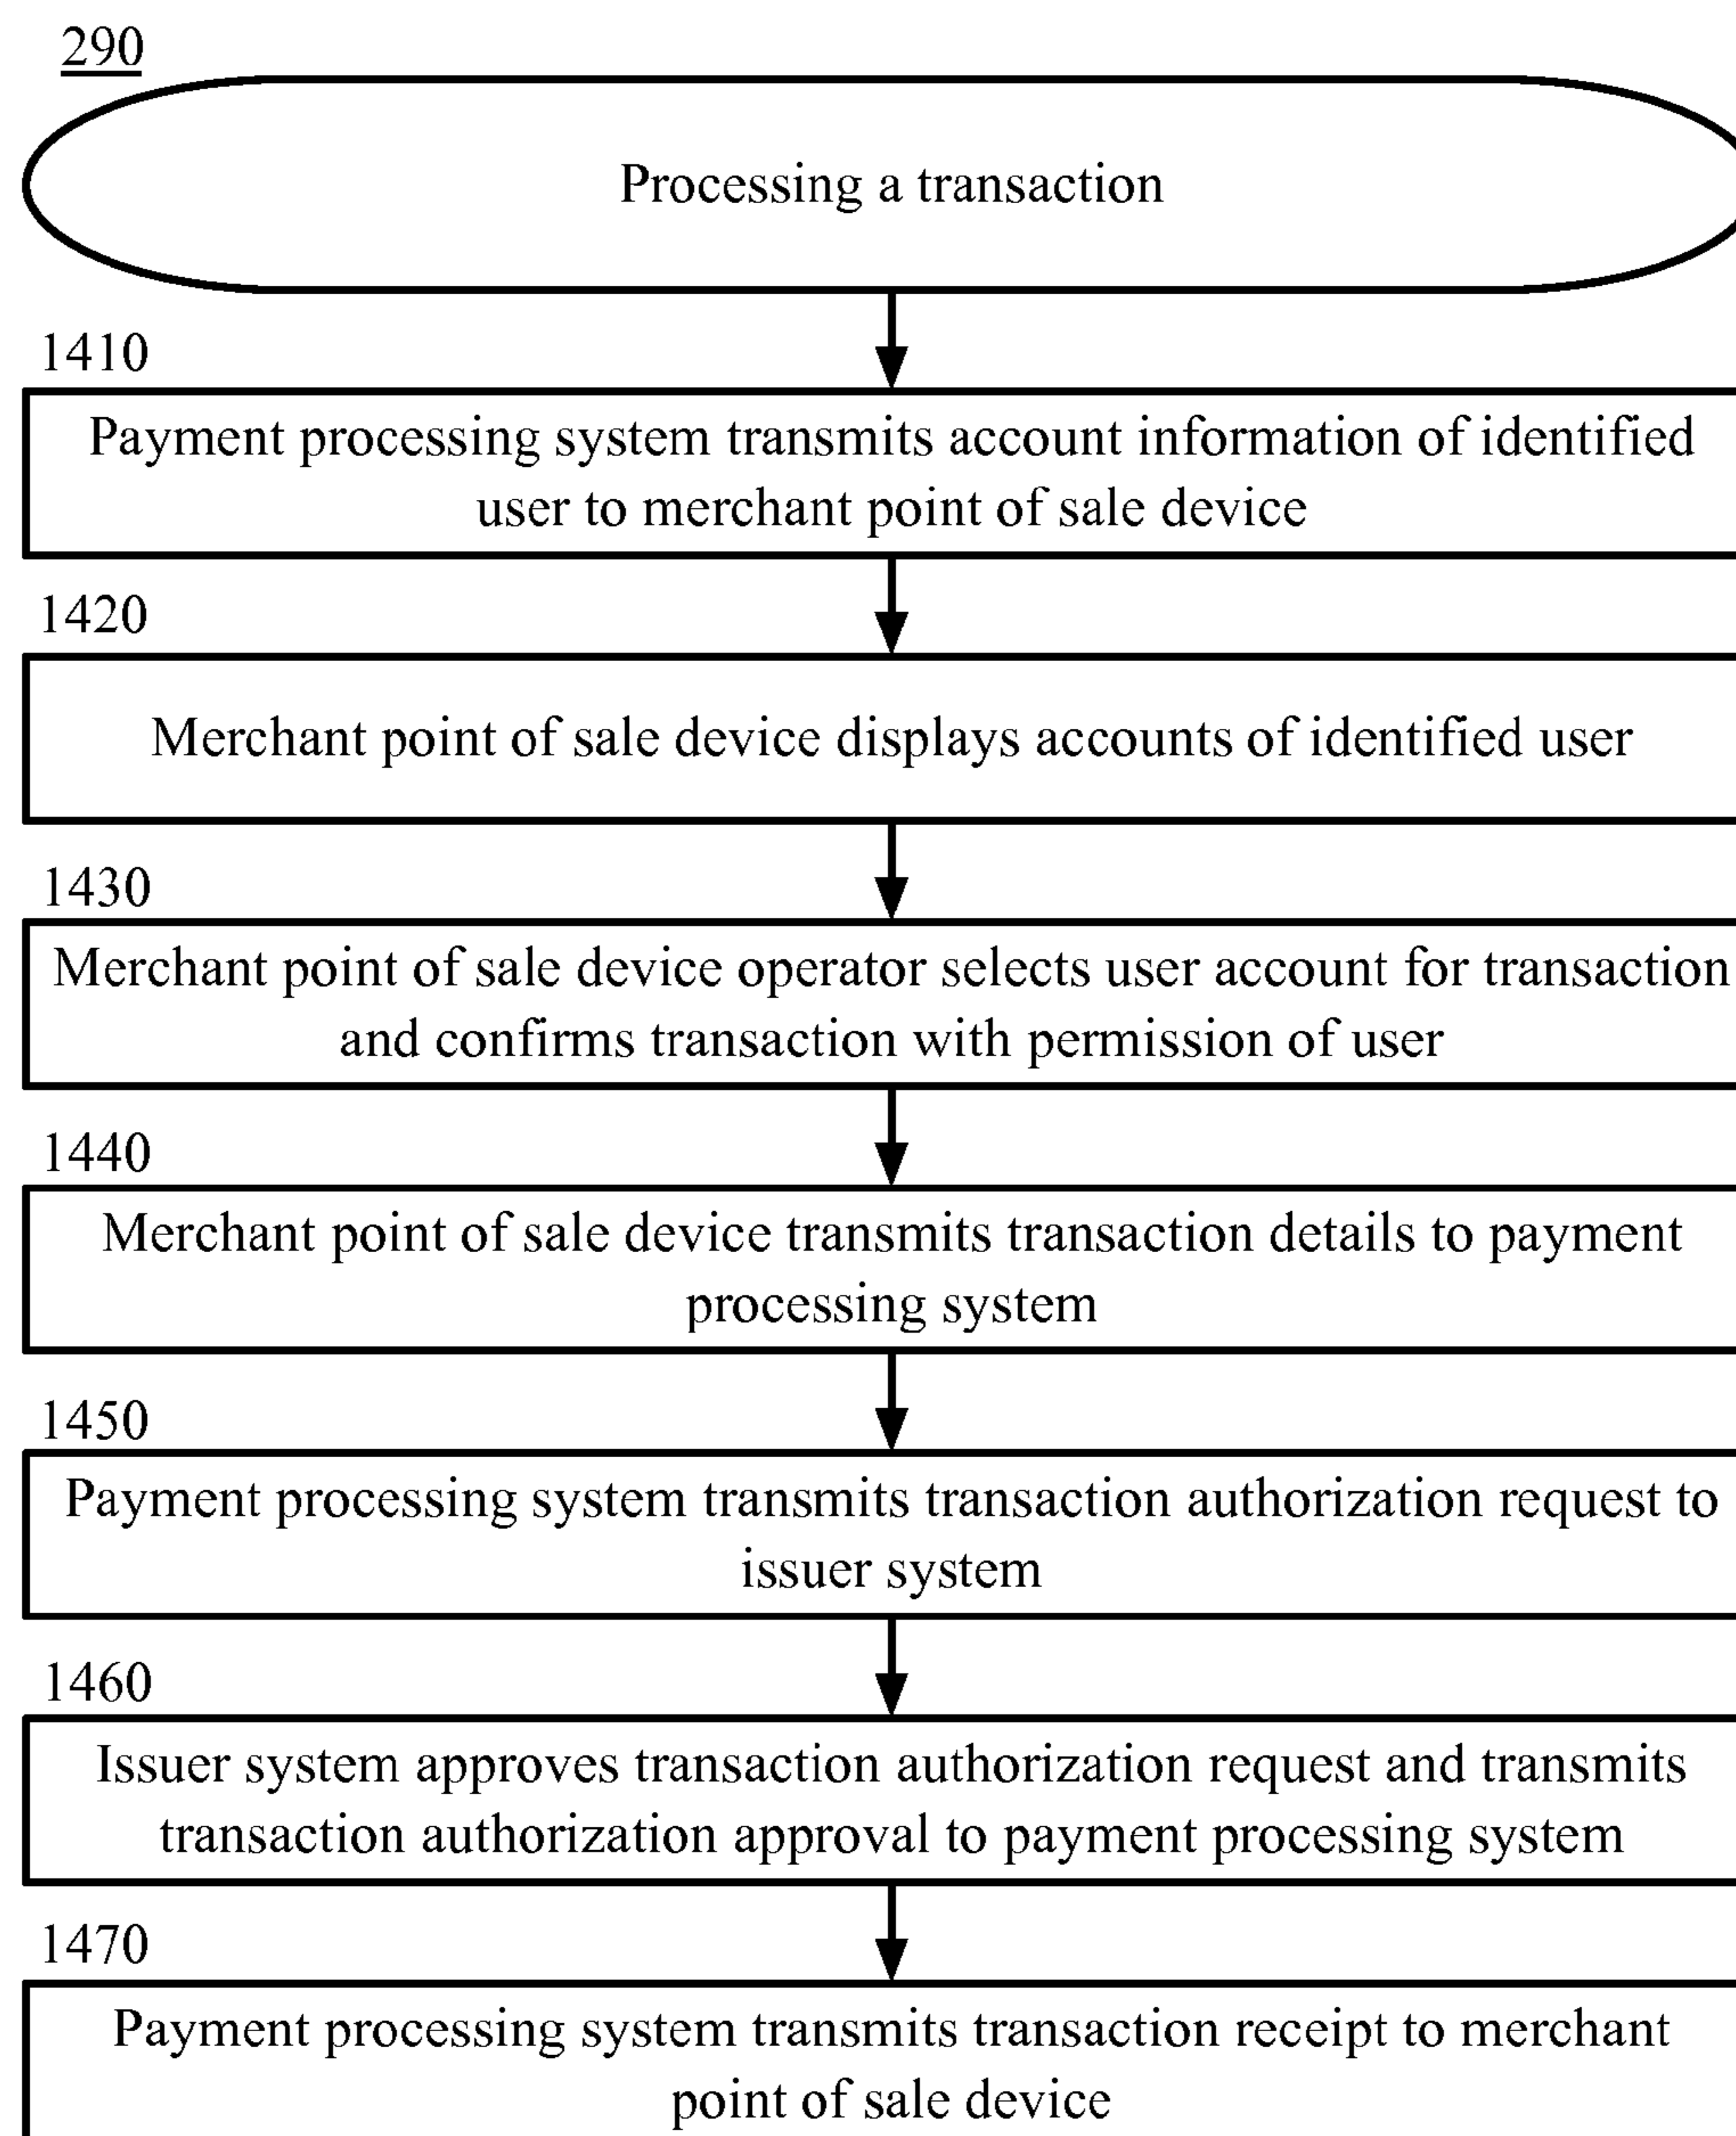 290
Processing a transaction
1410
Payment processing system transmits account information of identified
user to merchant point of sale device
1420
Merchant point of sale device displays accounts of identified user
1430
Merchant point of sale device operator selects user account for transaction
and confirms transaction with permission of user
1440
Merchant point of sale device transmits transaction details to payment
processing system
1450
Payment processing system transmits transaction authorization request to
issuer system
1460
Issuer system approves transaction authorization request and transmits
transaction authorization approval to payment processing system
1470
Payment processing system transmits transaction receipt to merchant
point of sale device